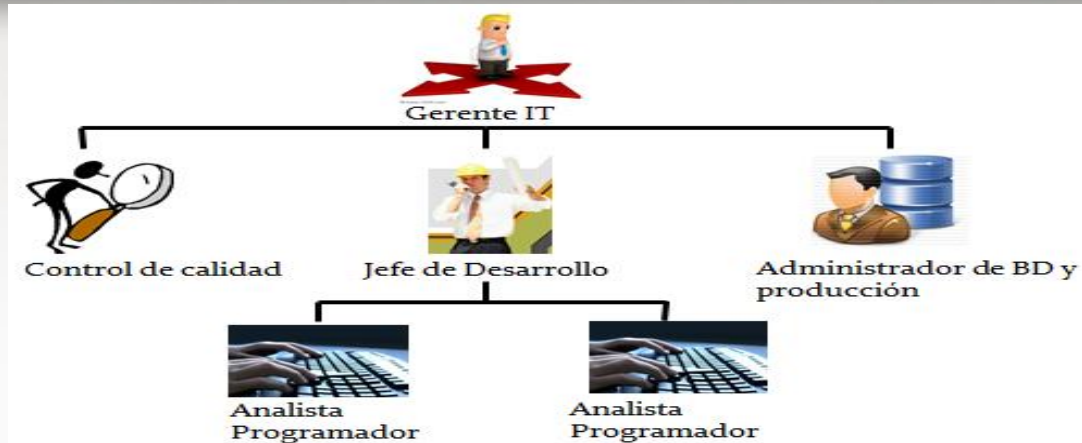 Gerente IT
Control de calidad
Jefe de Desarrollo
Administrador de BD y
producción
Analista
Programador
Analista
Programador